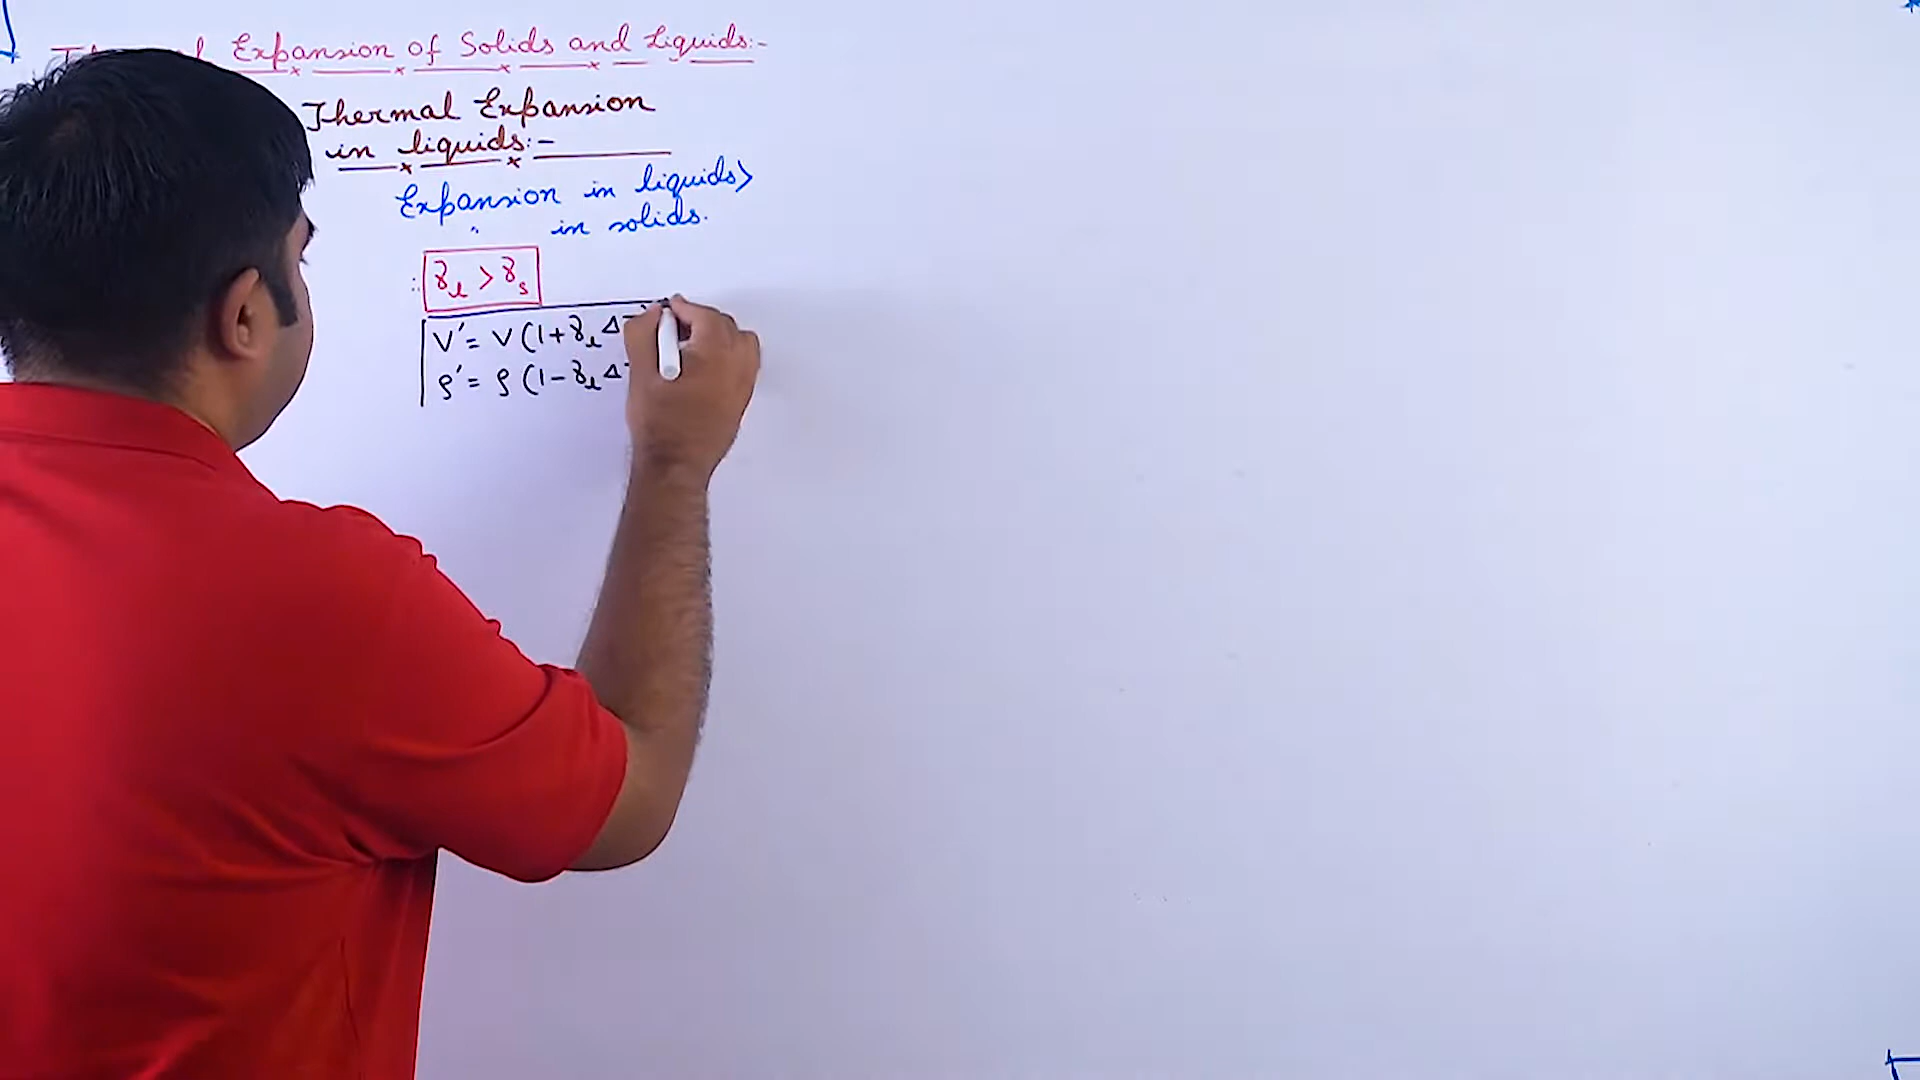 Expansion of Solids and Liquids:-
Thermal Expansion
in liquids:-
Expansion in liquids >
" in solids.
∴ γl > γs
V' = V (1 + γl Δ
ρ' = ρ (1 - γl Δ